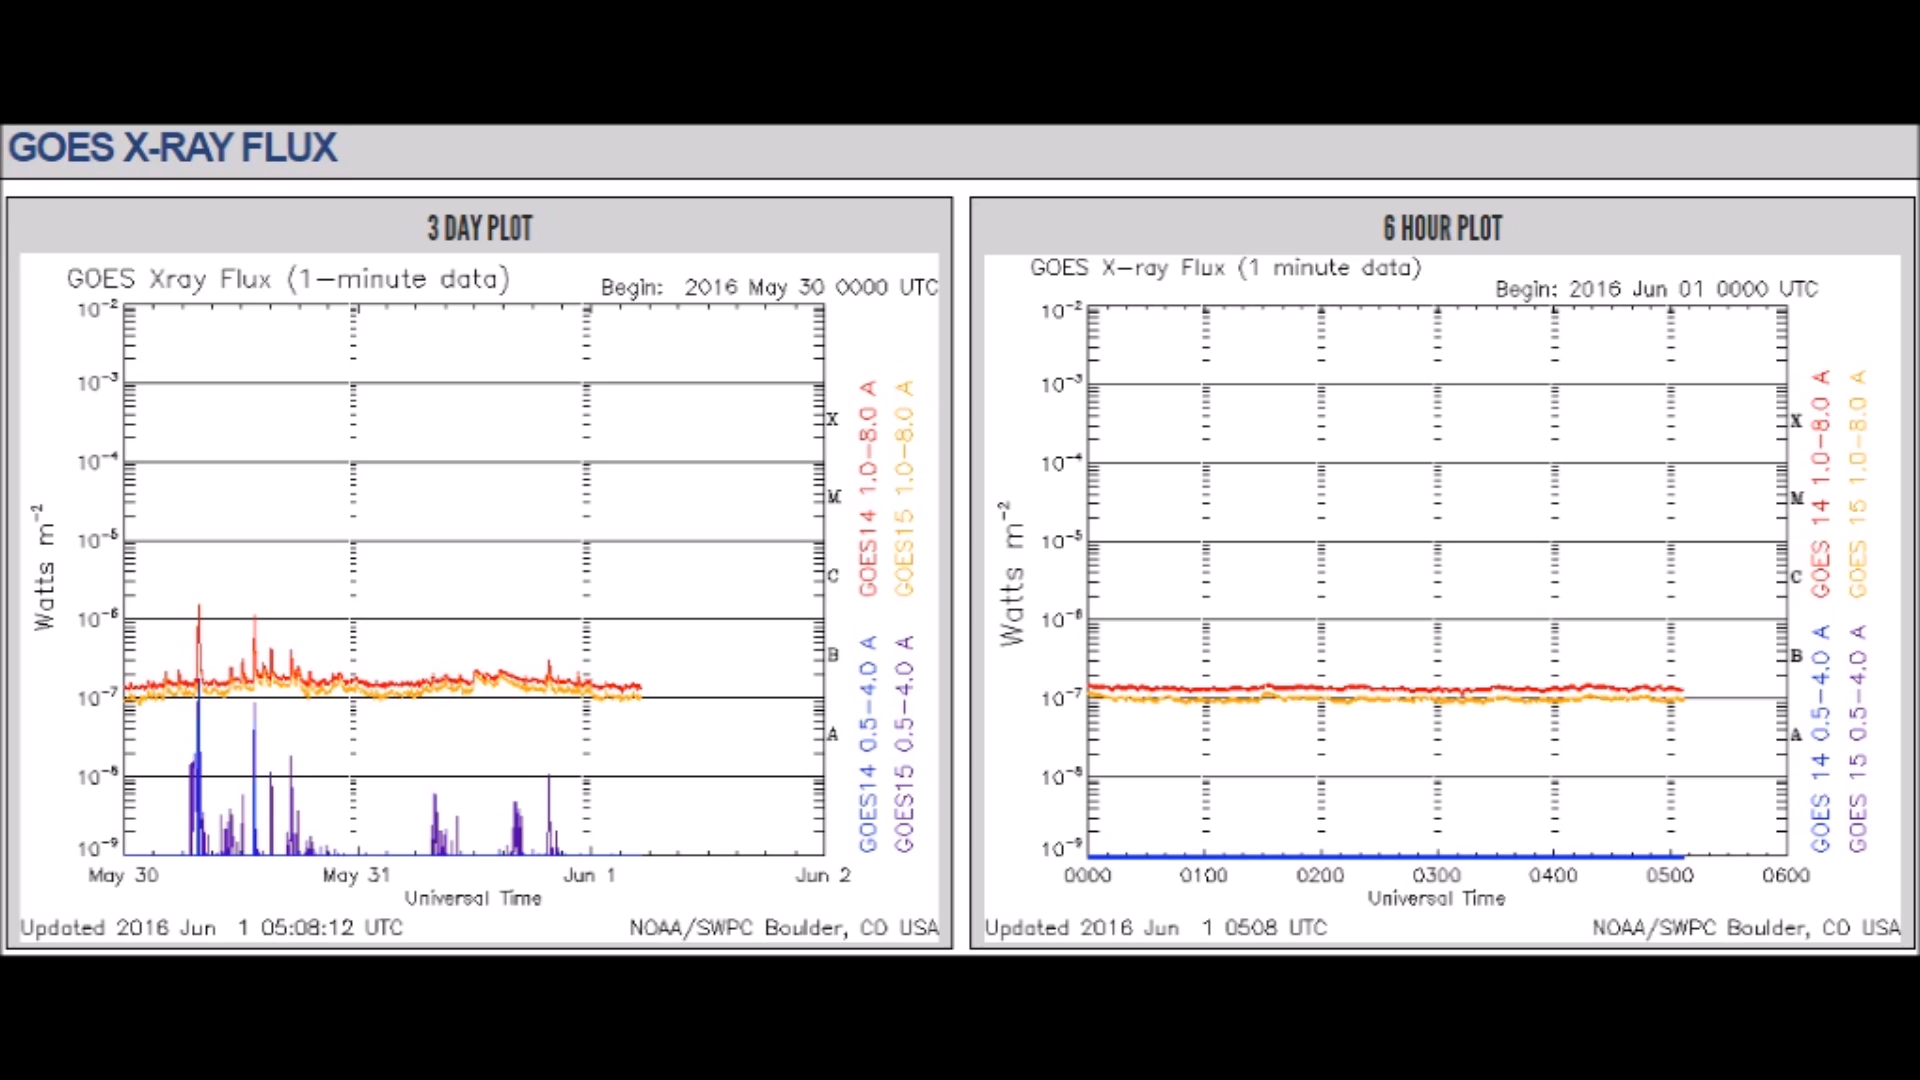 GOES X-RAY FLUX
3 DAY PLOT
GOES Xray Flux (1-minute data)
Begin: 2016 May 30 0000 UTC
10-2
10-3
10-4
10-5
10-6
10-7
10-8
10-9
Watts m-2
X
M
C
B
A
GOES14 1.0-8.0 A
GOES15 1.0-8.0 A
GOES14 0.5-4.0 A
GOES15 0.5-4.0 A
May 30 May 31 Jun 1 Jun 2
Universal Time
Updated 2016 Jun 1 05:08:12 UTC
NOAA/SWPC Boulder, CO USA
6 HOUR PLOT
GOES X-ray Flux (1 minute data)
Begin: 2016 Jun 01 0000 UTC
10-2
10-3
10-4
10-5
10-6
10-7
10-8
10-9
Watts m-2
X
M
C
B
A
GOES 14 1.0-8.0 A
GOES 15 1.0-8.0 A
GOES 14 0.5-4.0 A
GOES 15 0.5-4.0 A
0000 0100 0200 0300 0400 0500 0600
Universal Time
Updated 2016 Jun 1 0508 UTC
NOAA/SWPC Boulder, CO USA